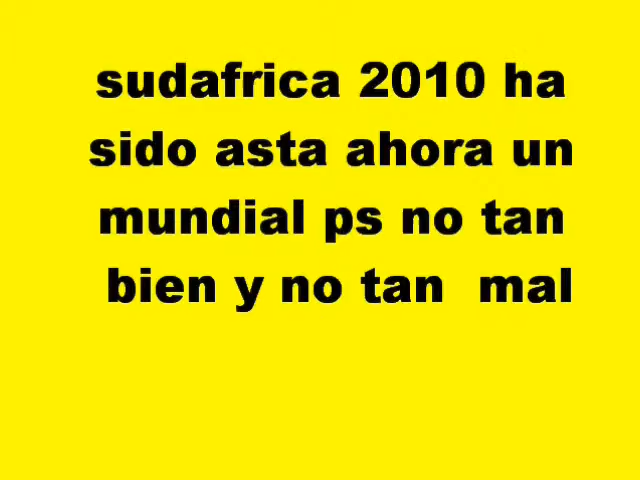 sudafrica 2010 ha
sido asta ahora un
mundial ps no tan
bien y no tan  mal